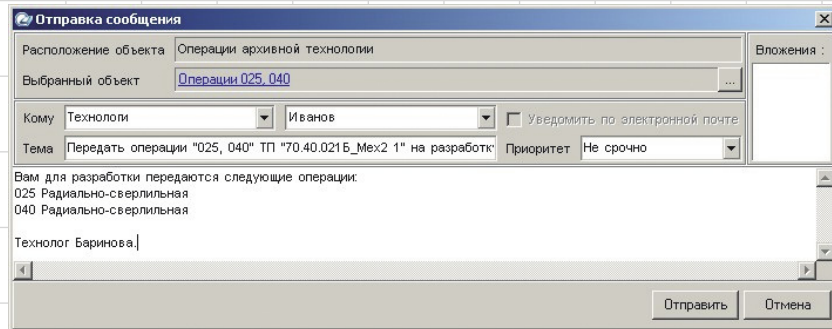 Отправка сообщения
Расположение объекта Операции архивной технологии
Вложения :
Выбранный объект Операции 025, 040 ...
Кому Технологи Иванов Уведомить по электронной почте
Тема Передать операции "025, 040" ТП "70.40.021Б_Мех2 1" на разработк Приоритет Не срочно
Вам для разработки передаются следующие операции:
025 Радиально-сверлильная
040 Радиально-сверлильная
Технолог Баринова.
Отправить Отмена